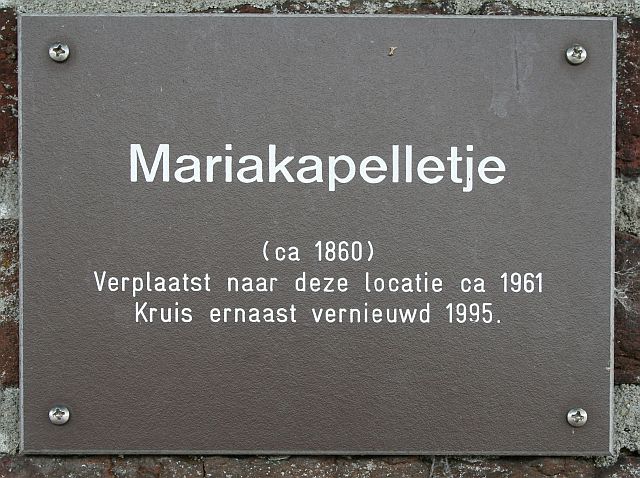 Mariakapelletje
(ca 1860)
Verplaatst naar deze locatie ca 1961
Kruis ernaast vernieuwd 1995.